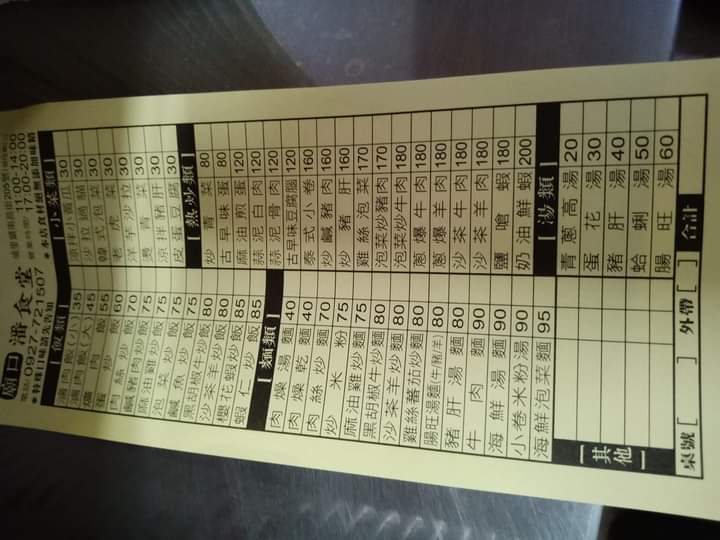 廟口 潘食堂
電話:0927-721507
埔里鎮南昌街205號
營業時間:11:00-14:00
17:00-20:00
*特殊口味請先告知
*本店食材絕無添加味精
[ 飯類 ]
滷肉飯(小) 35
滷肉飯(大) 45
爌肉飯 55
蛋炒飯 60
肉絲炒飯 70
鹹豬肉炒飯 75
麻油雞炒飯 75
泡菜炒飯 75
鹹魚炒飯 75
黑胡椒牛炒飯 80
沙茶羊炒飯 80
櫻花蝦炒飯 85
蝦仁炒飯 85
[ 麵類 ]
肉燥湯麵 40
肉燥乾麵 40
肉絲炒麵 70
炒米粉 75
麻油雞炒麵 75
黑胡椒牛炒麵 80
沙茶羊炒麵 80
雞絲蕃茄炒麵 80
腸旺湯麵(牛/豬/羊) 80
豬肝湯麵 80
牛肉麵 90
海鮮湯麵 90
小卷米粉湯 90
海鮮泡菜麵 95
[其他]
[ 小菜類 ]
涼拌小黃瓜 30
沙拉過貓 30
韓式泡菜 30
老虎菜 30
洋芋沙拉 30
燙青菜 30
涼拌豬肝 30
皮蛋豆腐 30
[ 熱炒類 ]
炒青菜 80
古早味蛋 80
麻油煎蛋 120
蒜泥白肉 120
蒜泥骨肉 120
古早味豆腐腦 120
泰式小卷 160
炒鹹豬肉 160
炒豬肝 160
雞絲泡菜 170
泡菜炒豬肉 170
泡菜炒牛肉 180
蔥爆牛肉 180
蔥爆羊肉 180
沙茶牛肉 180
沙茶羊肉 180
鹽嗆蝦 180
奶油鮮蝦 200
[ 湯類 ]
青蔥高湯 20
蛋花湯 30
豬肝湯 40
蛤蜊湯 50
腸旺湯 60
桌號[ ] 外帶[ ] 合計